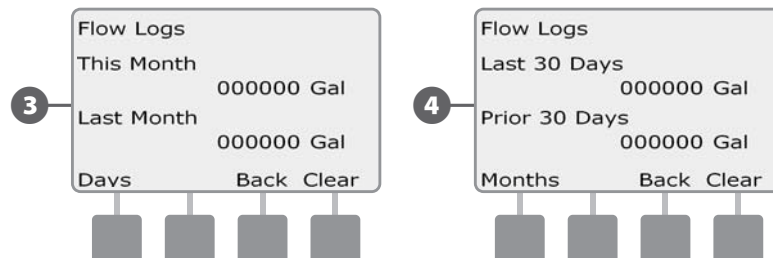 3
Flow Logs
This Month
000000 Gal
Last Month
000000 Gal
Days Back Clear
4
Flow Logs
Last 30 Days
000000 Gal
Prior 30 Days
000000 Gal
Months Back Clear